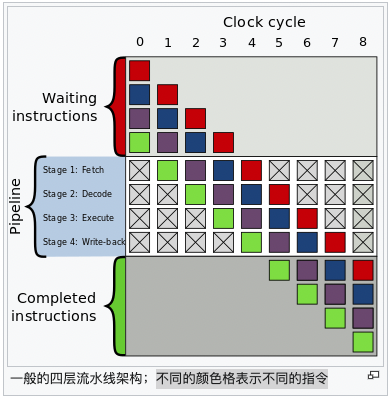 Clock cycle
0 1 2 3 4 5 6 7 8
Waiting
instructions
Pipeline
Stage 1: Fetch
Stage 2: Decode
Stage 3: Execute
Stage 4: Write-back
Completed
instructions
一般的四层流水线架构；不同的颜色格表示不同的指令